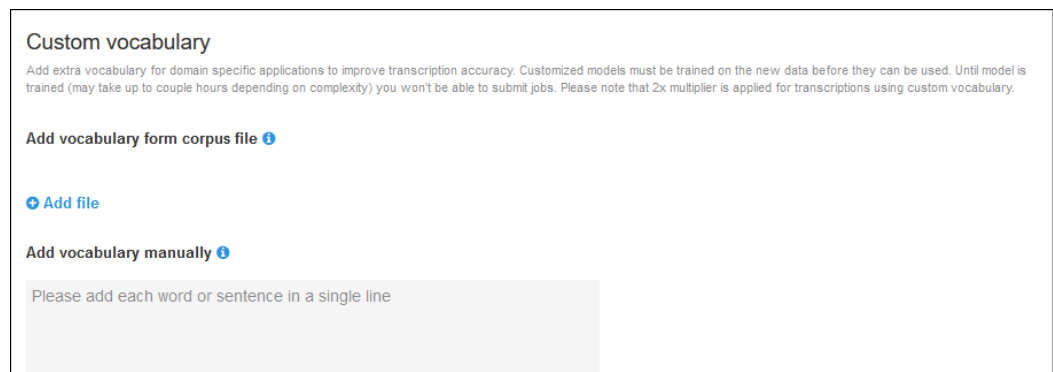 Custom vocabulary
Add extra vocabulary for domain specific applications to improve transcription accuracy. Customized models must be trained on the new data before they can be used. Until model is
trained (may take up to couple hours depending on complexity) you won't be able to submit jobs. Please note that 2x multiplier is applied for transcriptions using custom vocabulary.
Add vocabulary form corpus file
Add file
Add vocabulary manually
Please add each word or sentence in a single line